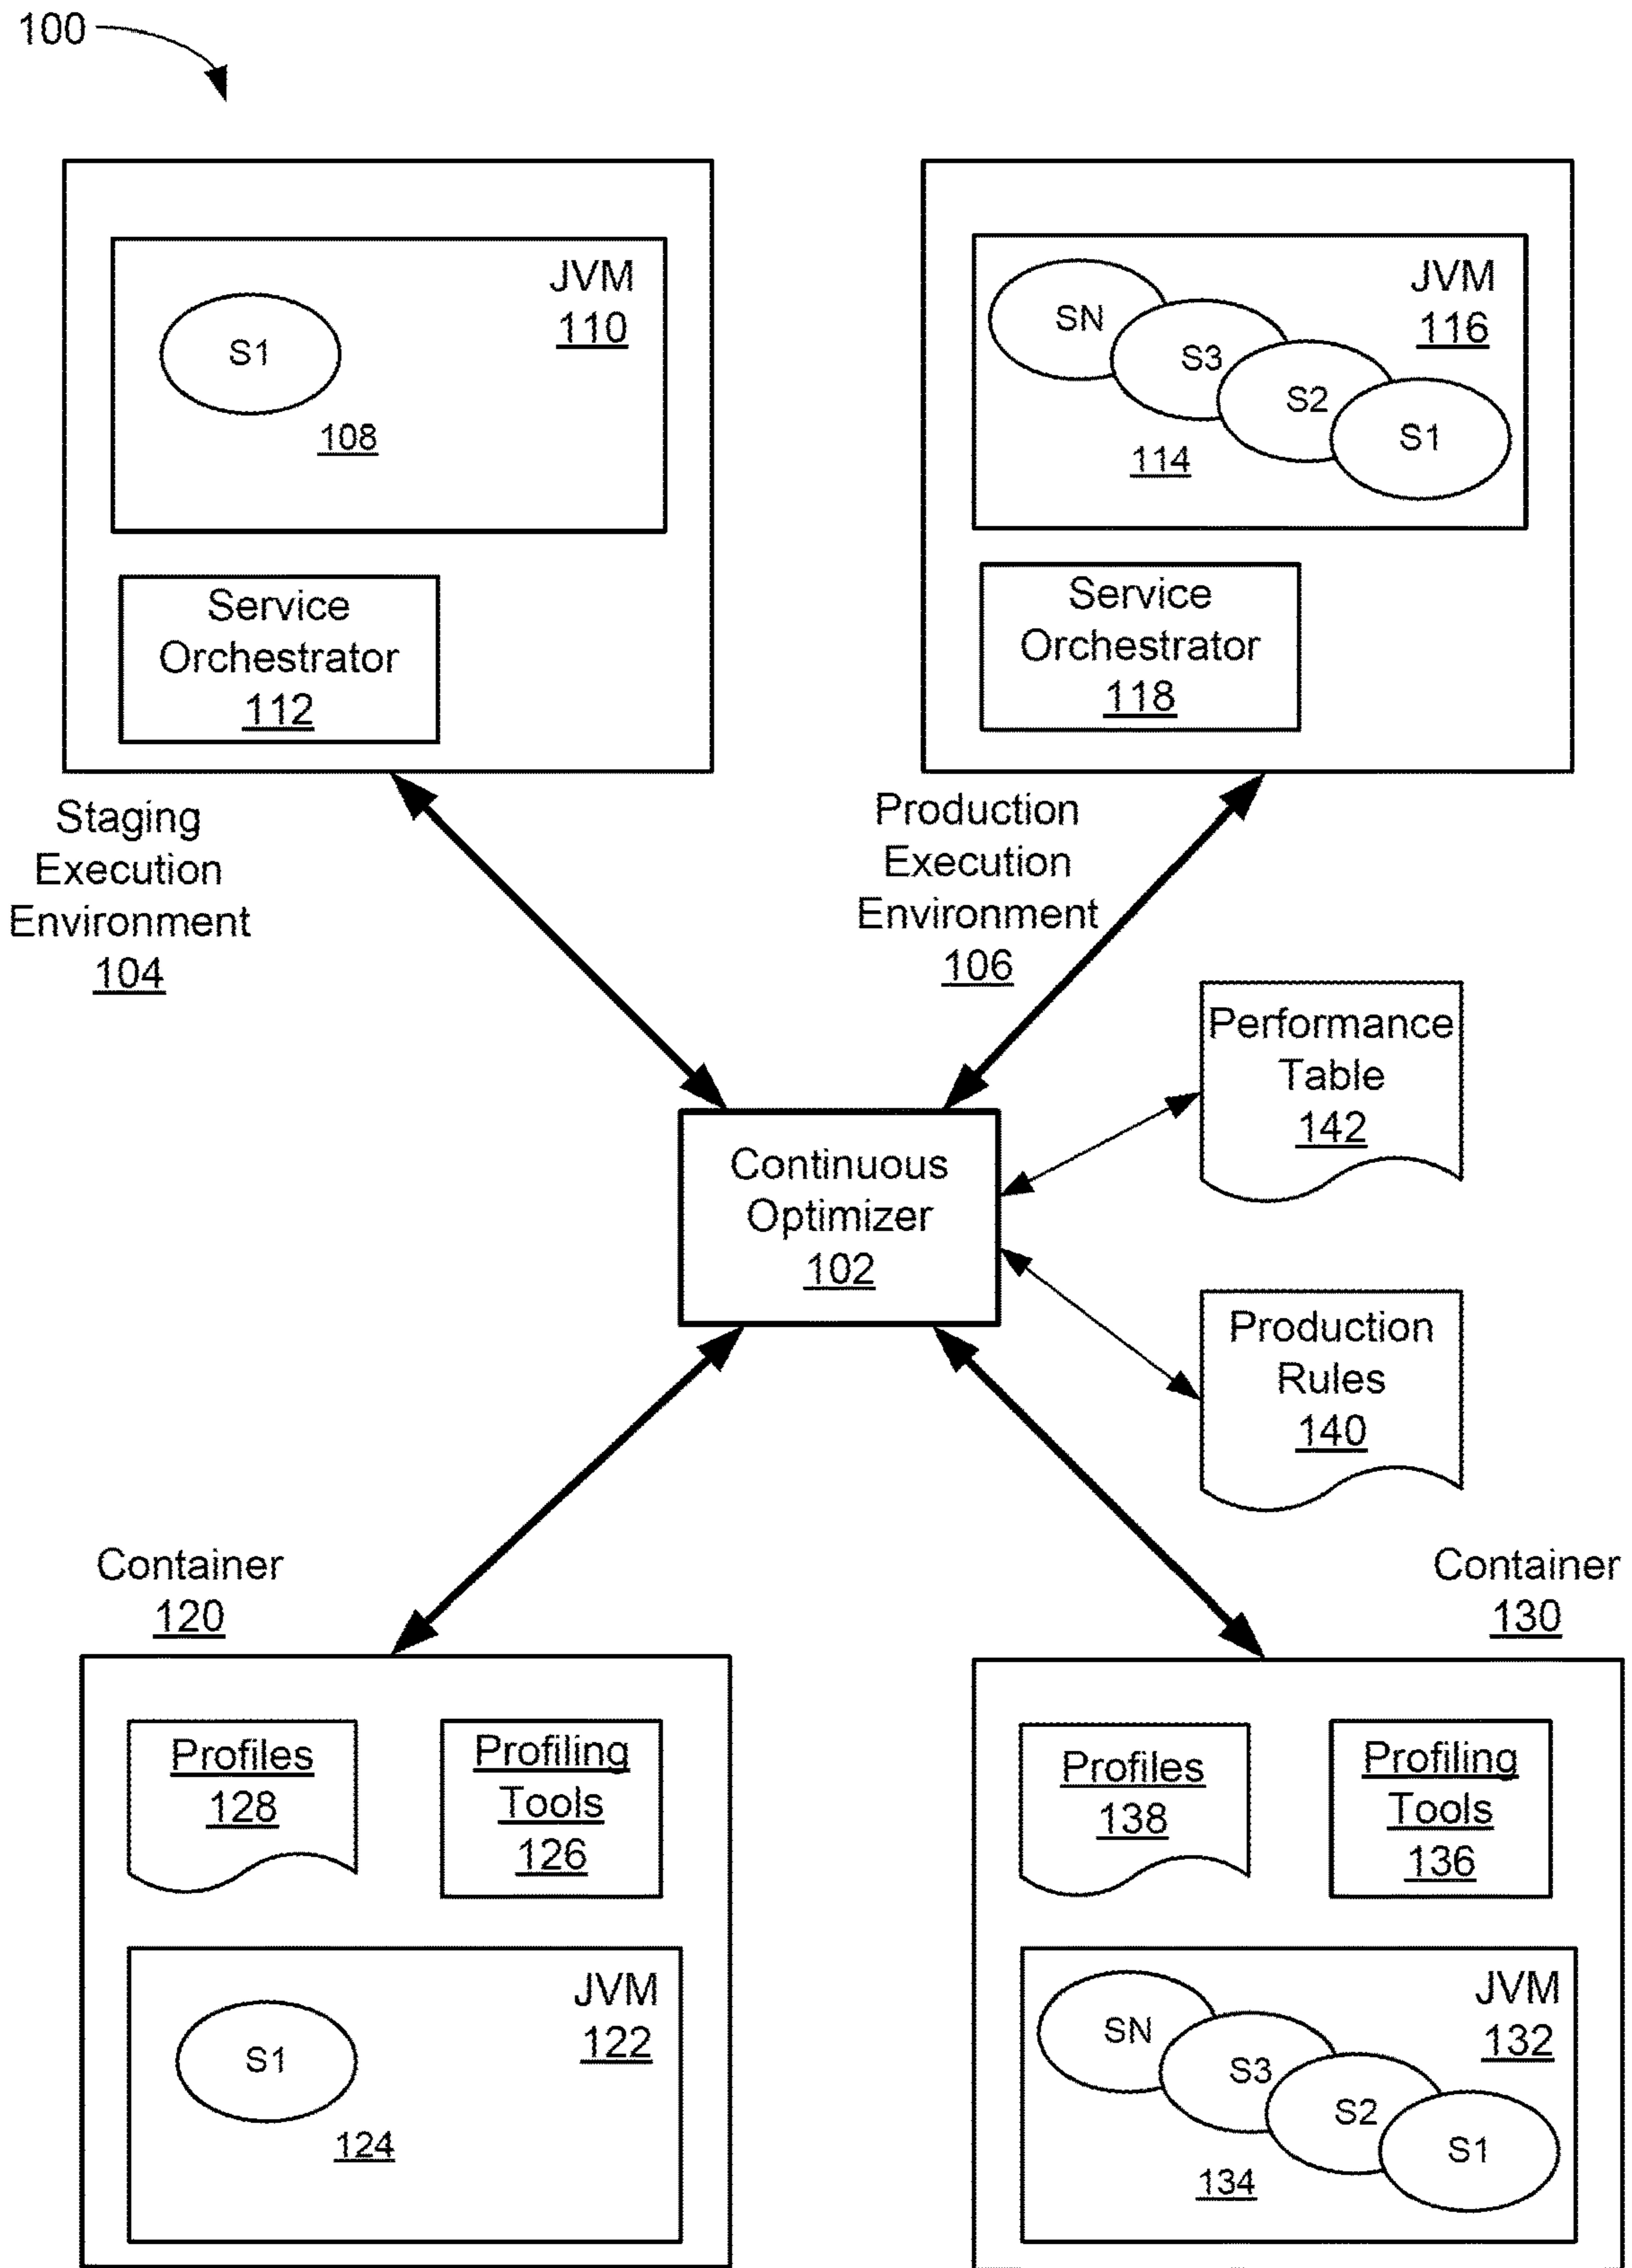 100
JVM
110
S1
108
Service
Orchestrator
112
JVM
116
SN
S3
S2
S1
114
Service
Orchestrator
118
Staging
Execution
Environment
104
Production
Execution
Environment
106
Performance
Table
142
Continuous
Optimizer
102
Production
Rules
140
Container
120
Profiles
128
Profiling
Tools
126
JVM
122
S1
124
Container
130
Profiles
138
Profiling
Tools
136
JVM
132
SN
S3
S2
S1
134